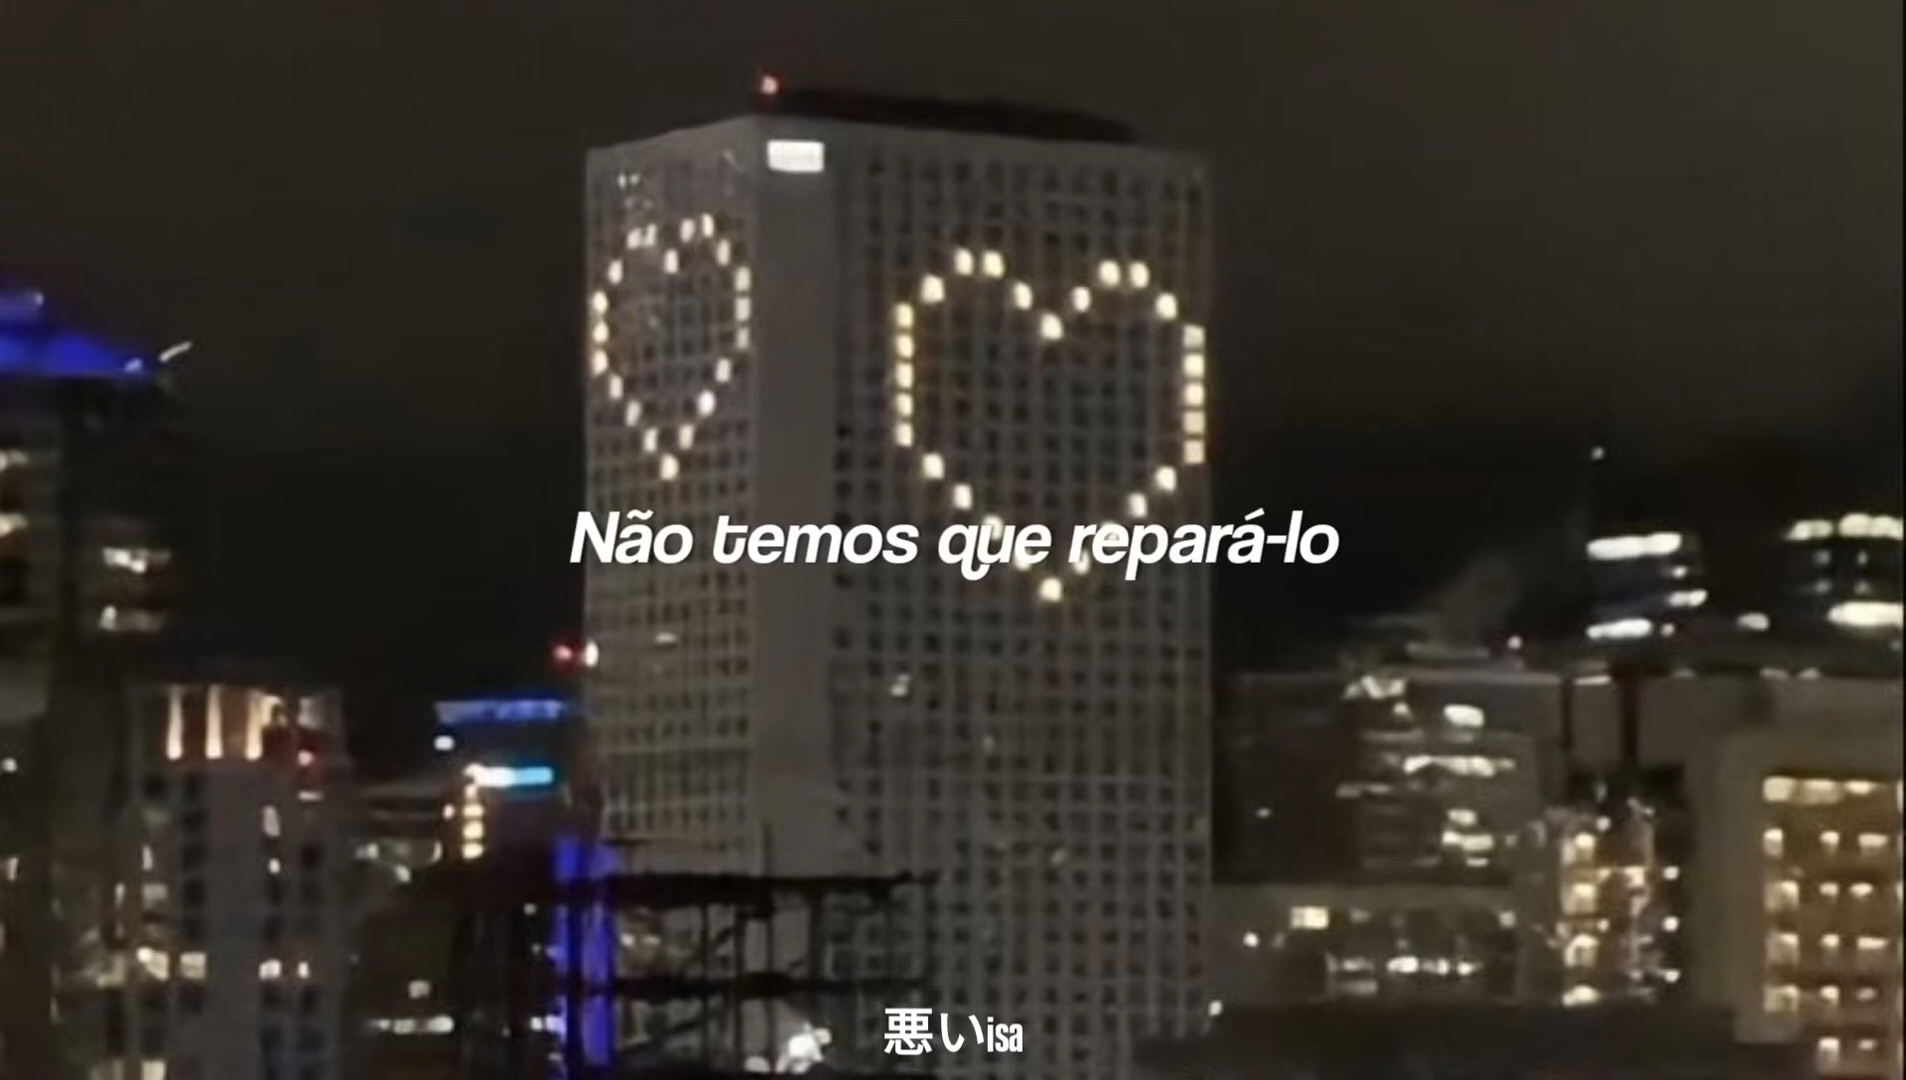 Não temos que repará-lo
悪いisa